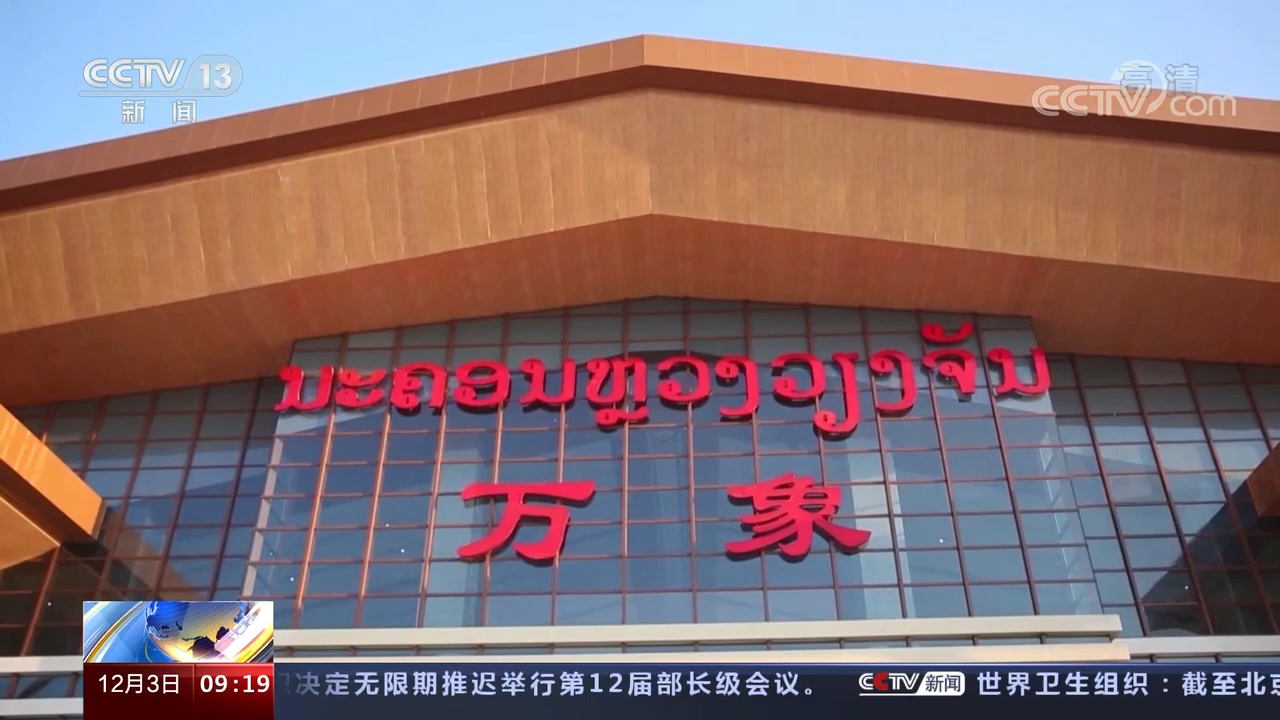 CCTV 13
新闻
高清
CCTV.com
ນະຄອນຫຼວງວຽງຈັນ
万象
12月3日 09:19 决定无限期推迟举行第12届部长级会议。 CCTV新闻 世界卫生组织：截至北